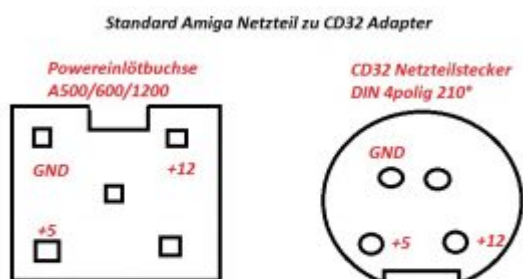 Standard Amiga Netzteil zu CD32 Adapter
Powereinlötbuchse
A500/600/1200
GND
+12
+5
CD32 Netzteilstecker
DIN 4polig 210°
GND
+5
+12